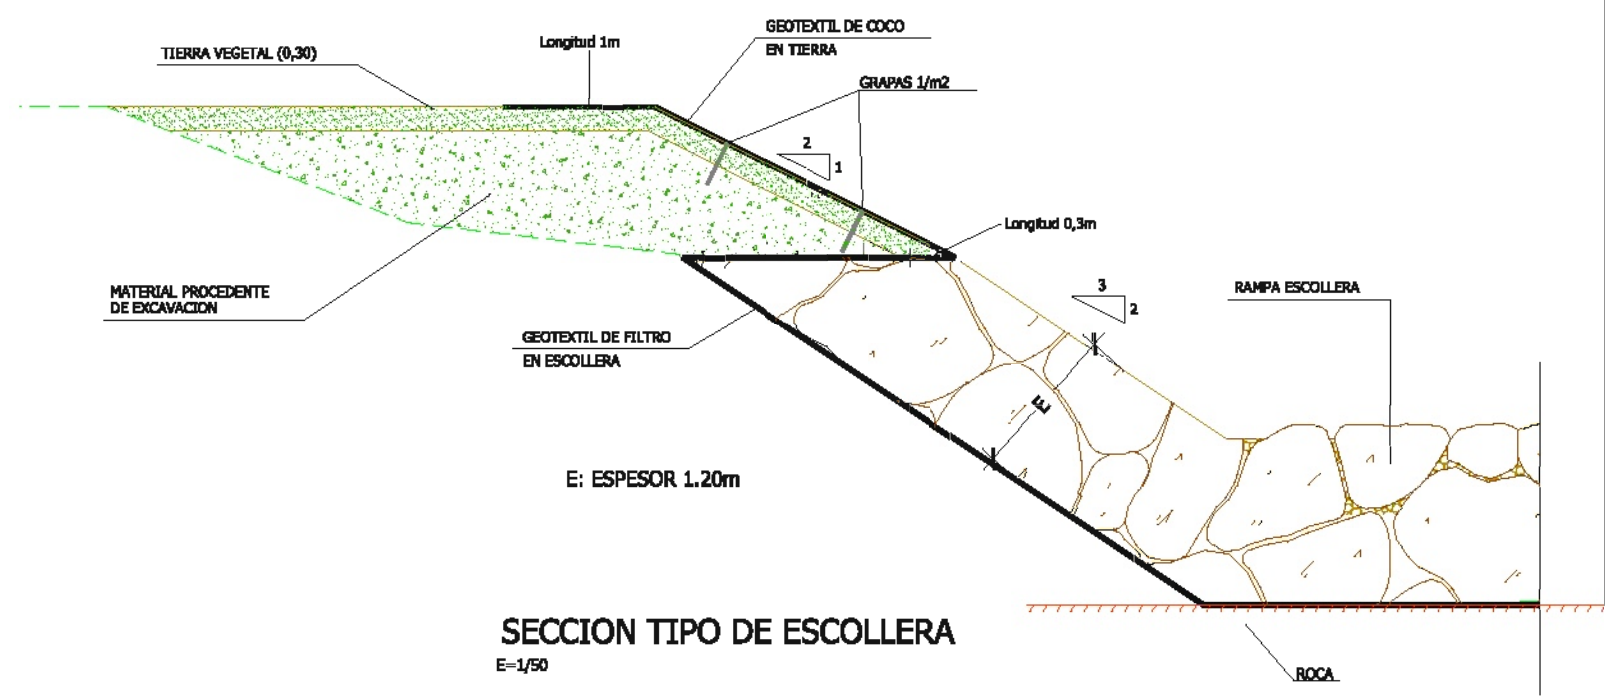 GEOTEXTIL DE COCO
EN TIERRA
Longitud 1m
TIERRA VEGETAL (0,30)
GRAPAS 1/m2
2
1
Longitud 0,3m
3
2
RAMPA ESCOLLERA
MATERIAL PROCEDENTE
DE EXCAVACION
GEOTEXTIL DE FILTRO
EN ESCOLLERA
E
E: ESPESOR 1.20m
SECCION TIPO DE ESCOLLERA
E=1/50
ROCA